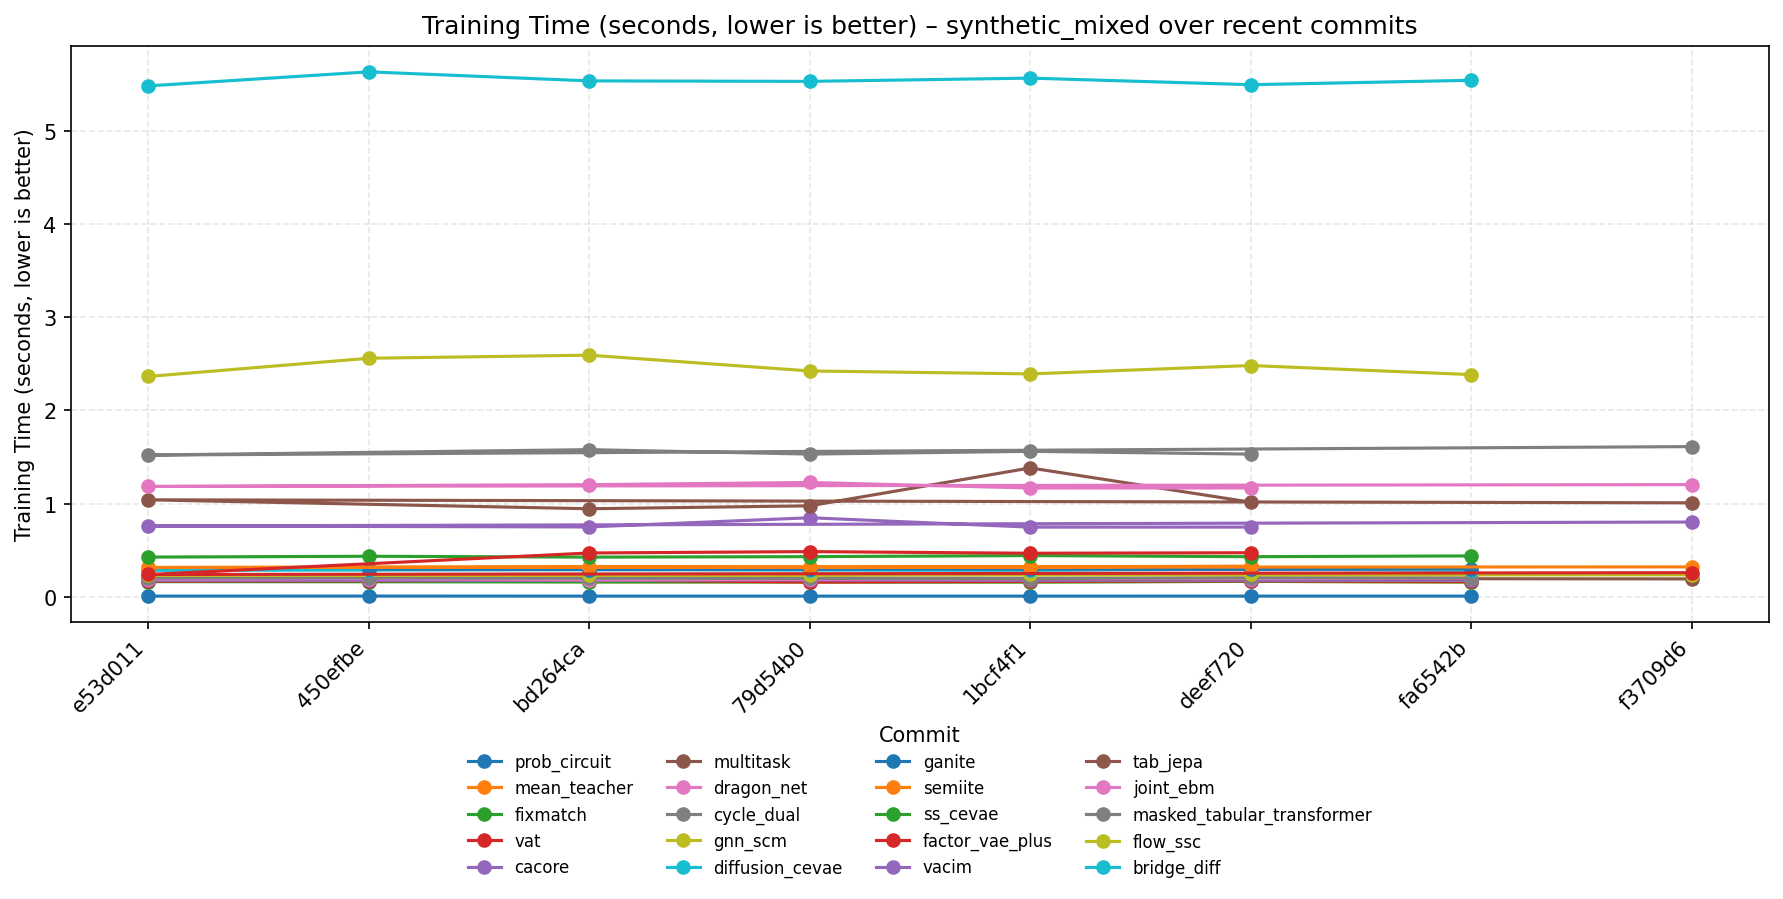 Training Time (seconds, lower is better) – synthetic_mixed over recent commits
Training Time (seconds, lower is better)
5
4
3
2
1
0
e53d011
450efbe
bd264ca
79d54b0
1bcf4f1
deef720
fa6542b
f3709d6
Commit
prob_circuit
mean_teacher
fixmatch
vat
cacore
multitask
dragon_net
cycle_dual
gnn_scm
diffusion_cevae
ganite
semiite
ss_cevae
factor_vae_plus
vacim
tab_jepa
joint_ebm
masked_tabular_transformer
flow_ssc
bridge_diff